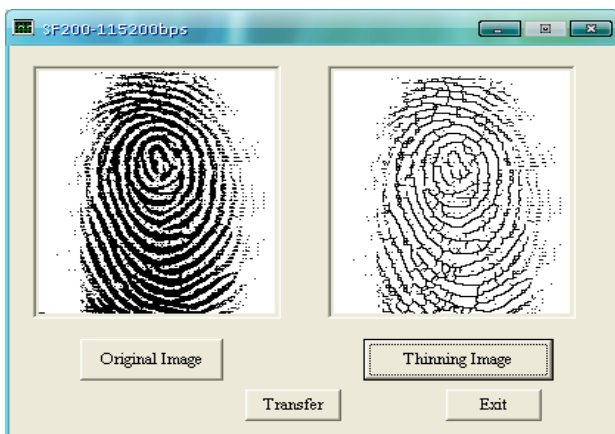 SF200-115200bps
Original Image
Thinning Image
Transfer
Exit